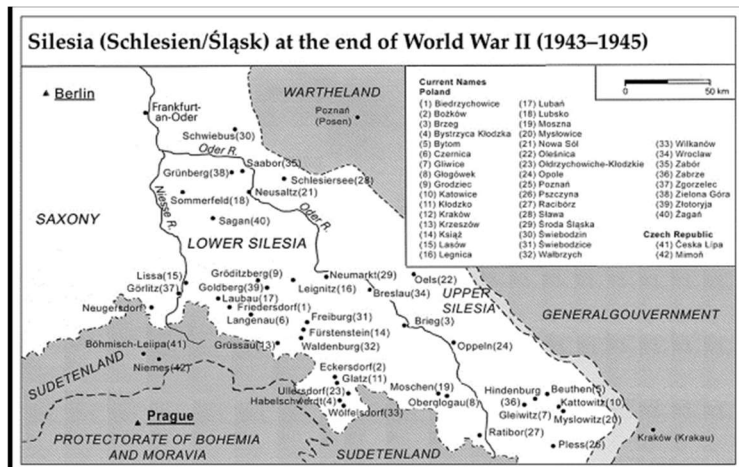 Silesia (Schlesien/Śląsk) at the end of World War II (1943–1945)
Berlin
WARTHELAND
Poznań
(Posen)
Frankfurt-
an-Oder
Schwiebus(30)
Oder R.
Saabor(35)
Grünberg(38)
Schlesiersee(28)
Neusaltz(21)
Sommerfeld(18)
Niesse R.
Oder R.
Sagan(40)
SAXONY
LOWER SILESIA
Current Names
Poland
(1) Biedrzychowice
(2) Bożków
(3) Brzeg
(4) Bystrzyca Kłodzka
(5) Bytom
(6) Czernica
(7) Gliwice
(8) Głogówek
(9) Grodziec
(10) Katowice
(11) Kłodzko
(12) Kraków
(13) Krzeszów
(14) Książ
(15) Lasów
(16) Legnica
(17) Lubań
(18) Lubsko
(19) Moszna
(20) Mysłowice
(21) Nowa Sól
(22) Oleśnica
(23) Ołdrzychowice-Kłodzkie
(24) Opole
(25) Poznań
(26) Pszczyna
(27) Racibórz
(28) Sława
(29) Środa Śląska
(30) Świebodzin
(31) Świebodzice
(32) Wałbrzych
(33) Wilkanów
(34) Wroclaw
(35) Zabór
(36) Zabrze
(37) Zgorzelec
(38) Zielona Góra
(39) Złotoryja
(40) Żagań
Czech Republic
(41) Česka Lipa
(42) Mimoň
0
50 km
Lissa(15)
Görlitz(37)
Gröditzberg(9)
Goldberg(39)
Laubau(17)
Neumarkt(29)
Leignitz(16)
Oels(22)
Breslau(34)
UPPER
SILESIA
GENERALGOUVERNMENT
Neugersdorf
Friedersdorf(1)
Langenau(6)
Freiburg(31)
Fürstenstein(14)
Waldenburg(32)
Grüssau(13)
Brieg(3)
Oppeln(24)
Böhmisch-Leiipa(41)
Niemes(42)
SUDETENLAND
Eckersdorf(2)
Glatz(11)
Ullersdorf(23)
Habelschwerdt(4)
Wölfelsdorf(33)
Moschen(19)
Oberglogau(8)
Hindenburg
(36)
Beuthen(5)
Kattowitz(10)
Gleiwitz(7)
Myslowitz(20)
Ratibor(27)
Pless(26)
Kraków (Krakau)
Prague
PROTECTORATE OF BOHEMIA
AND MORAVIA
SUDETENLAND